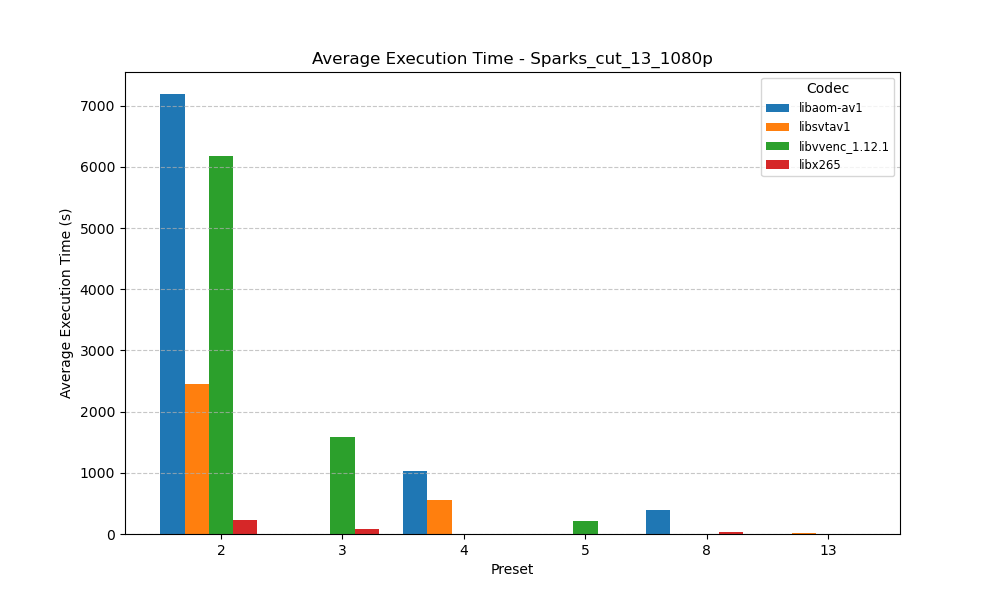 Average Execution Time - Sparks_cut_13_1080p
Codec
libaom-av1
libsvtav1
libvvenc_1.12.1
libx265
Average Execution Time (s)
7000
6000
5000
4000
3000
2000
1000
0
2 3 4 5 8 13
Preset